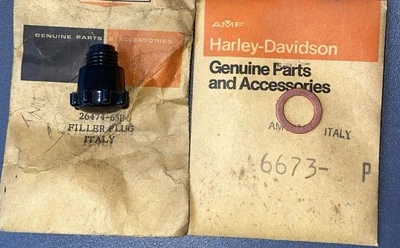 GENUINE PARTS & ACCESSORIES
26474-65P
FILLER PLUG
ITALY
AMF
Harley-Davidson
Genuine Parts
and Accessories
ITALY
6673- P